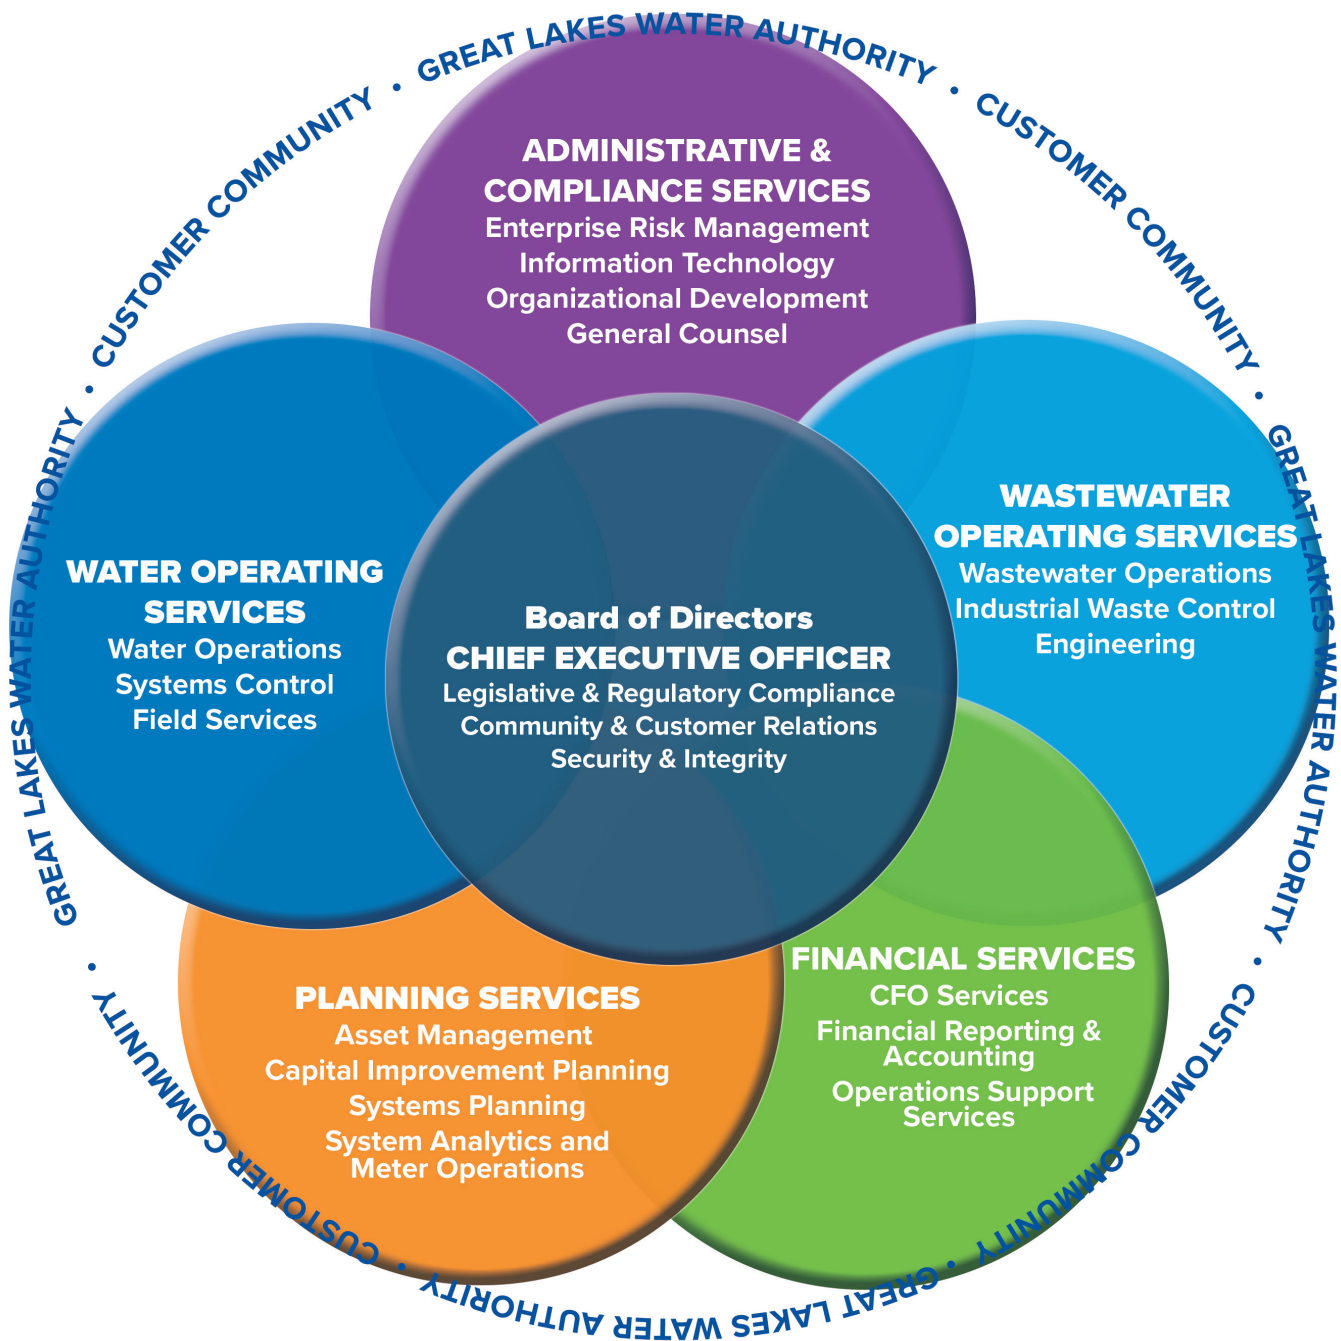 GREAT LAKES WATER AUTHORITY • CUSTOMER COMMUNITY • GREAT LAKES WATER AUTHORITY • CUSTOMER COMMUNITY • GREAT LAKES WATER AUTHORITY • CUSTOMER COMMUNITY • GREAT LAKES WATER AUTHORITY • CUSTOMER COMMUNITY •
ADMINISTRATIVE &
COMPLIANCE SERVICES
Enterprise Risk Management
Information Technology
Organizational Development
General Counsel
WASTEWATER
OPERATING SERVICES
Wastewater Operations
Industrial Waste Control
Engineering
WATER OPERATING
SERVICES
Water Operations
Systems Control
Field Services
Board of Directors
CHIEF EXECUTIVE OFFICER
Legislative & Regulatory Compliance
Community & Customer Relations
Security & Integrity
PLANNING SERVICES
Asset Management
Capital Improvement Planning
Systems Planning
System Analytics and
Meter Operations
FINANCIAL SERVICES
CFO Services
Financial Reporting &
Accounting
Operations Support
Services